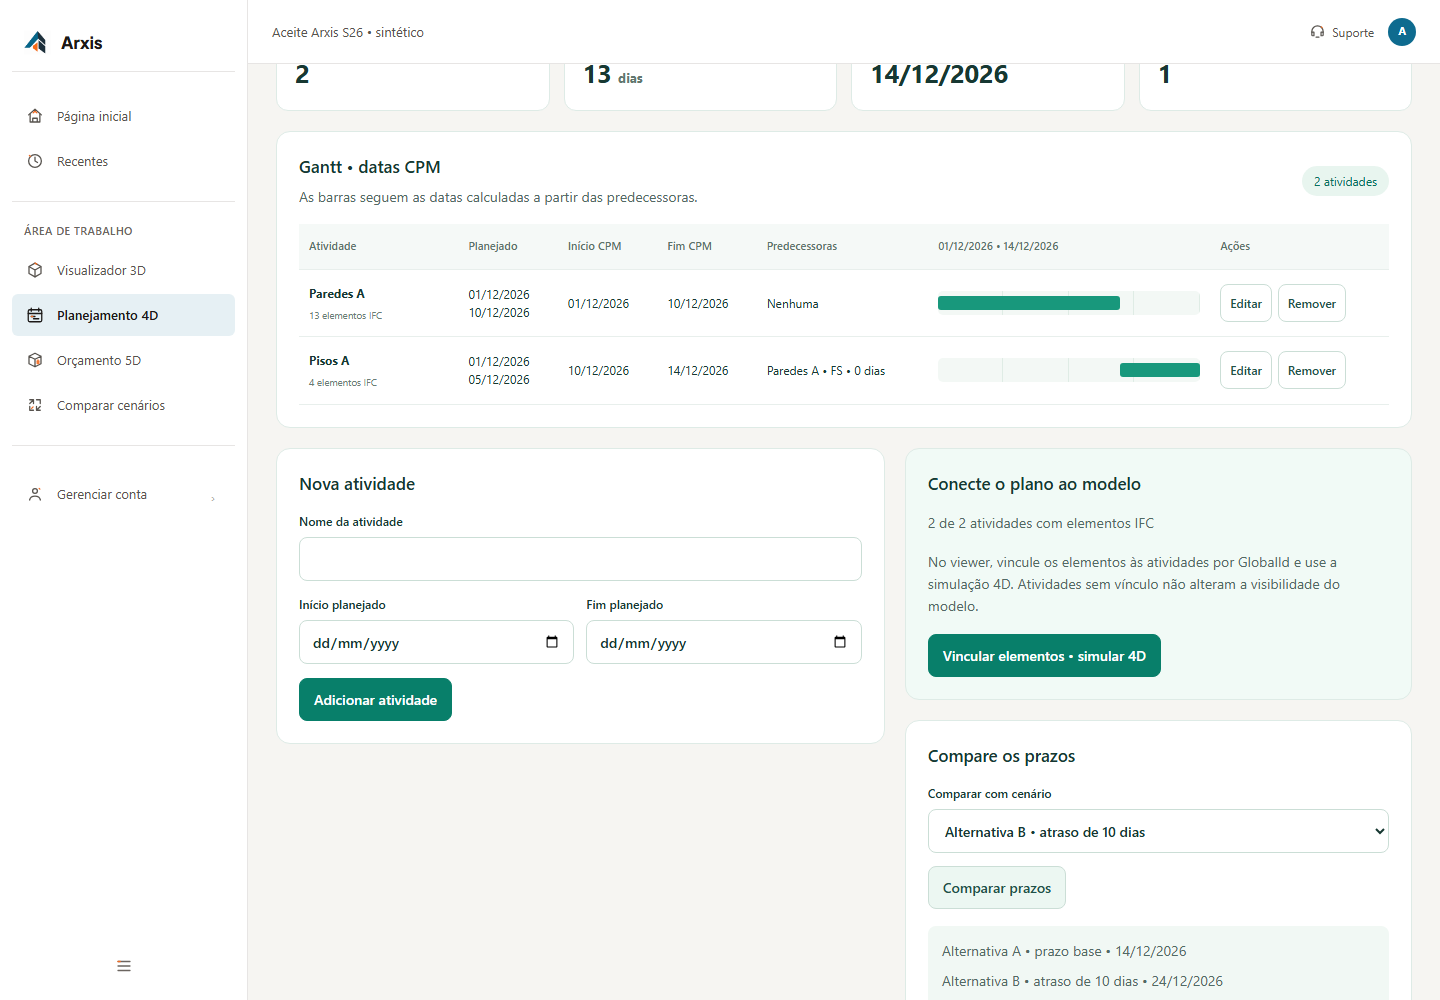 Arxis
Aceite Arxis S26 • sintético
Suporte
A
Página inicial
Recentes
ÁREA DE TRABALHO
Visualizador 3D
Planejamento 4D
Orçamento 5D
Comparar cenários
Gerenciar conta
2
13 dias
14/12/2026
1
Gantt • datas CPM
As barras seguem as datas calculadas a partir das predecessoras.
2 atividades
Atividade Planejado Início CPM Fim CPM Predecessoras 01/12/2026 • 14/12/2026 Ações
Paredes A
13 elementos IFC
01/12/2026
10/12/2026
01/12/2026
10/12/2026
Nenhuma
Editar
Remover
Pisos A
4 elementos IFC
01/12/2026
05/12/2026
10/12/2026
14/12/2026
Paredes A • FS • 0 dias
Editar
Remover
Nova atividade
Nome da atividade
Início planejado
dd/mm/yyyy
Fim planejado
dd/mm/yyyy
Adicionar atividade
Conecte o plano ao modelo
2 de 2 atividades com elementos IFC
No viewer, vincule os elementos às atividades por GlobalId e use a
simulação 4D. Atividades sem vínculo não alteram a visibilidade do
modelo.
Vincular elementos • simular 4D
Compare os prazos
Comparar com cenário
Alternativa B • atraso de 10 dias
Comparar prazos
Alternativa A • prazo base • 14/12/2026
Alternativa B • atraso de 10 dias • 24/12/2026